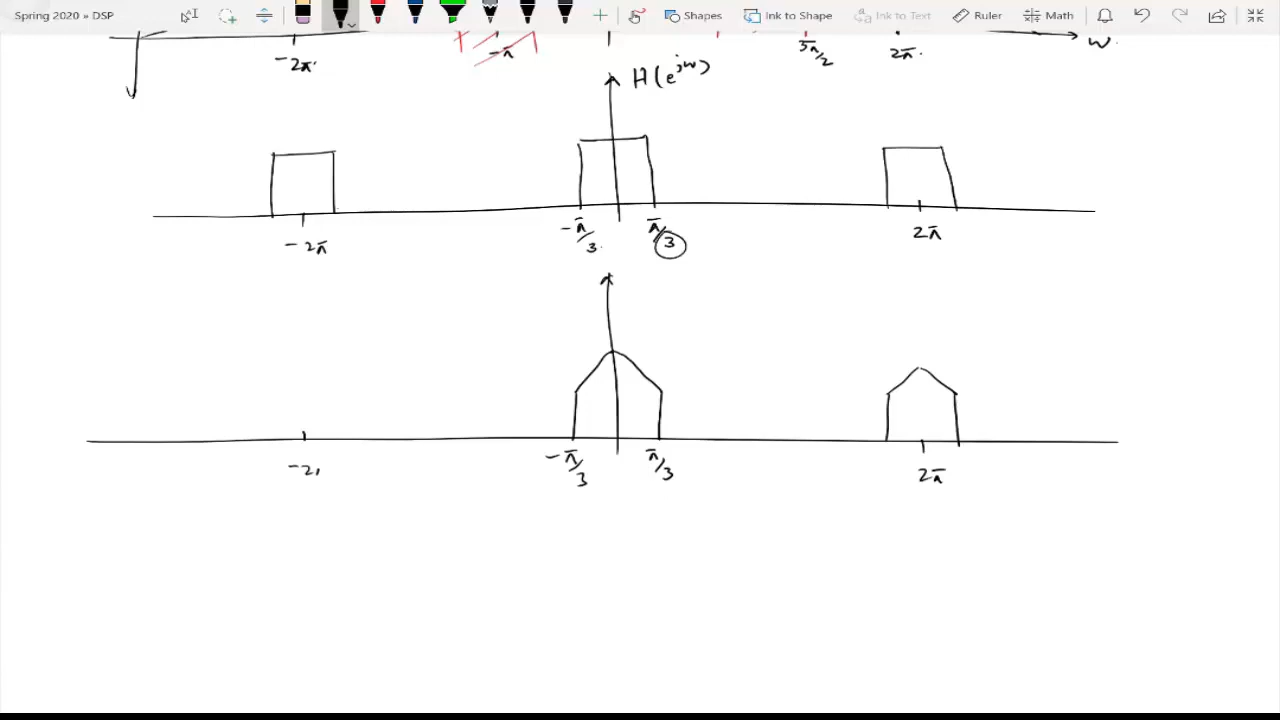 Spring 2020 » DSP Shapes Ink to Shape Ink to Text Ruler Math
-2π -π 3π/2 2π ω
H(e^jω)
-2π -π/3 π/3 2π
-2 -π/3 π/3 2π